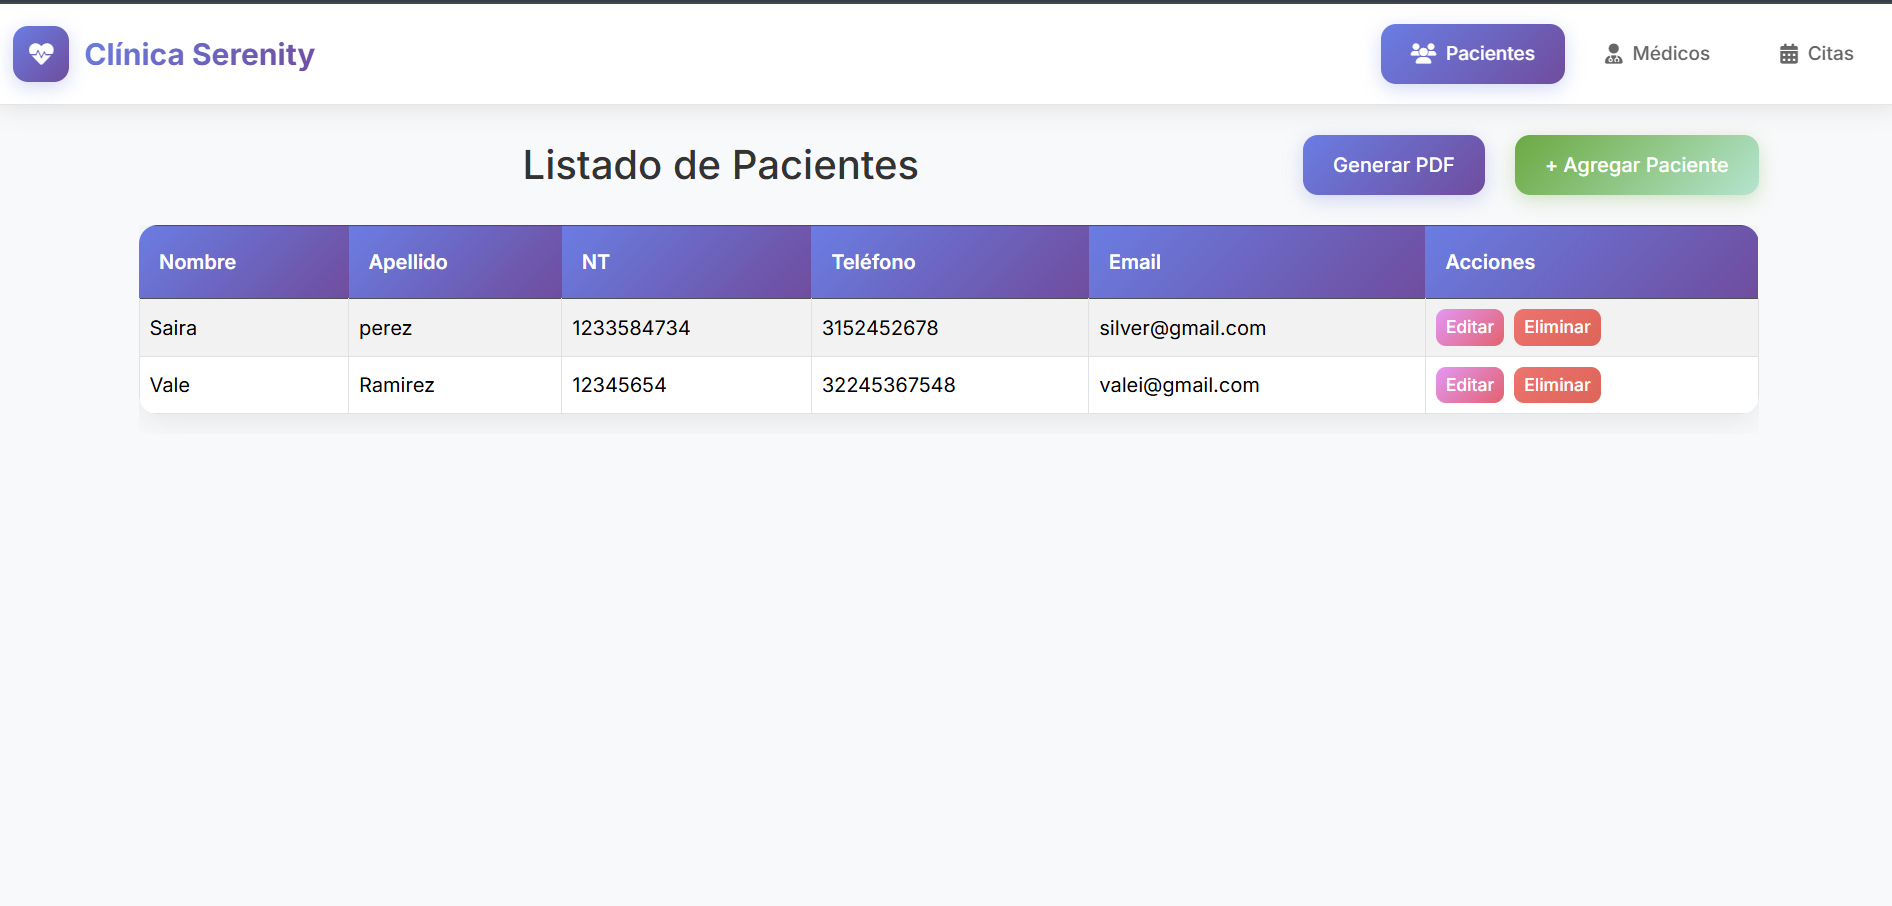 Clínica Serenity
Pacientes Médicos Citas
Listado de Pacientes Generar PDF + Agregar Paciente
Nombre Apellido NT Teléfono Email Acciones
Saira perez 1233584734 3152452678 silver@gmail.com Editar Eliminar
Vale Ramirez 12345654 32245367548 valei@gmail.com Editar Eliminar